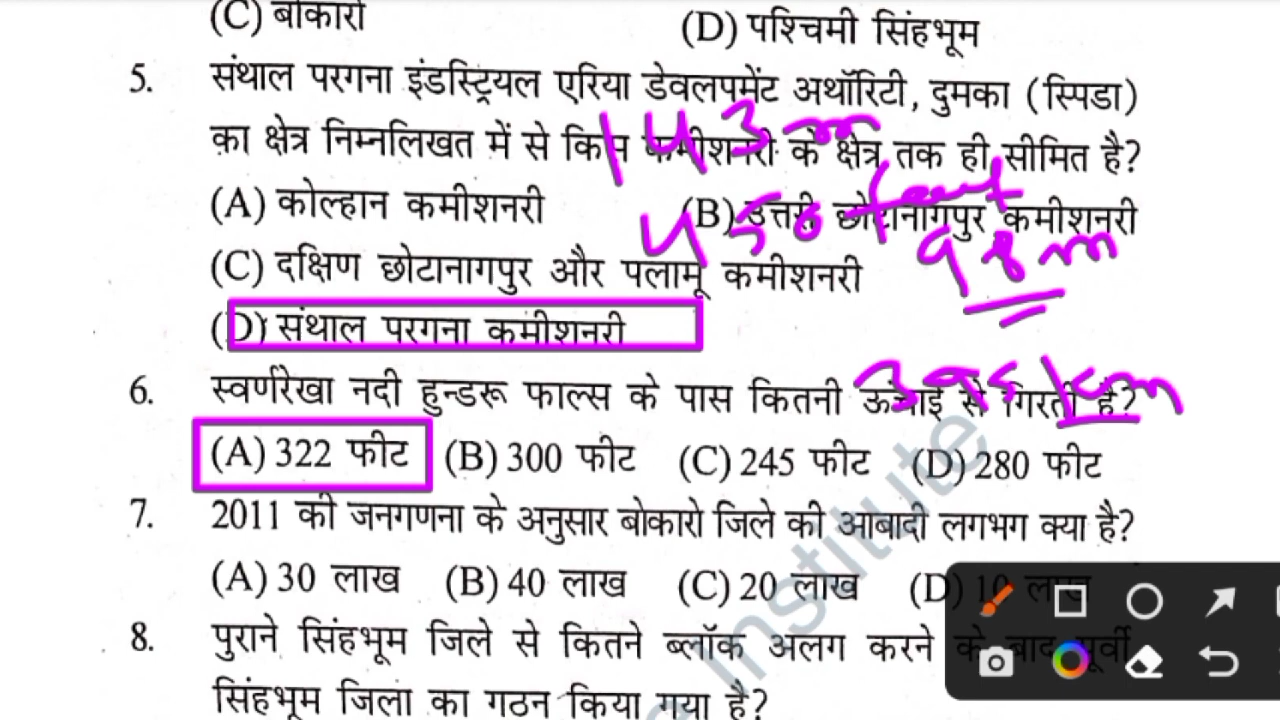 (C) बोकारो (D) पश्चिमी सिंहभूम
5. संथाल परगना इंडस्ट्रियल एरिया डेवलपमेंट अथॉरिटी, दुमका (स्पिडा)
का क्षेत्र निम्नलिखत में से किस कमीशनरी के क्षेत्र तक ही सीमित है?
143 m
(A) कोल्हान कमीशनरी (B) उत्तरी छोटानागपुर कमीशनरी
450 feet
98 m
(C) दक्षिण छोटानागपुर और पलामू कमीशनरी
(D) संथाल परगना कमीशनरी
6. स्वर्णरेखा नदी हुन्डरू फाल्स के पास कितनी ऊंचाई से गिरती है?
395 km
(A) 322 फीट (B) 300 फीट (C) 245 फीट (D) 280 फीट
7. 2011 की जनगणना के अनुसार बोकारो जिले की आबादी लगभग क्या है?
(A) 30 लाख (B) 40 लाख (C) 20 लाख (D) 10 लाख
8. पुराने सिंहभूम जिले से कितने ब्लॉक अलग करने के बाद पूर्वी
सिंहभूम जिला का गठन किया गया है?
Institute